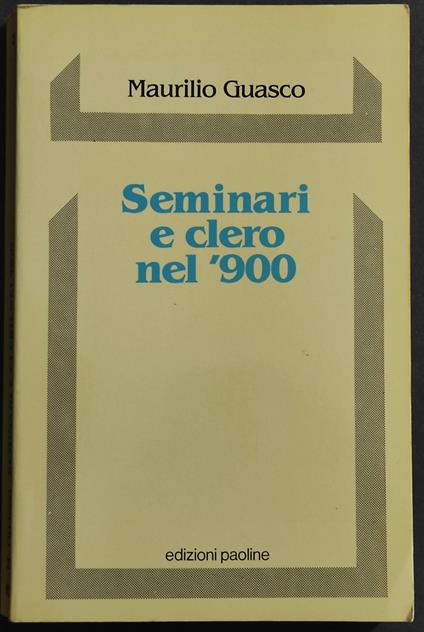 Maurilio Guasco
Seminari
e clero
nel '900
edizioni paoline